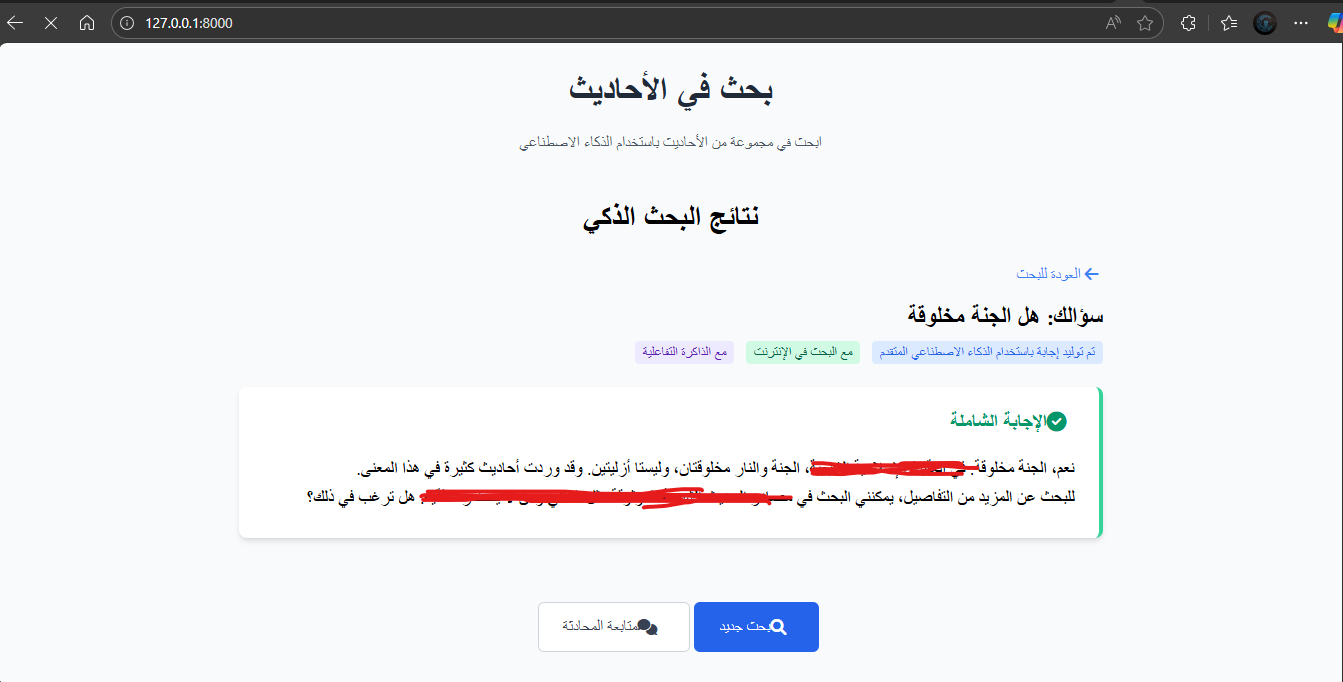 127.0.0.1:8000
بحث في الأحاديث
ابحث في مجموعة من الأحاديث باستخدام الذكاء الاصطناعي
نتائج البحث الذكي
العودة للبحث
سؤالك: هل الجنة مخلوقة
تم توليد إجابة باستخدام الذكاء الاصطناعي المتقدم مع البحث في الإنترنت مع الذاكرة التفاعلية
الإجابة الشاملة
نعم، الجنة مخلوقة. في ، الجنة والنار مخلوقتان، وليستا أزليتين. وقد وردت أحاديث كثيرة في هذا المعنى.
للبحث عن المزيد من التفاصيل، يمكنني البحث في هل ترغب في ذلك؟
بحث جديد متابعة المحادثة